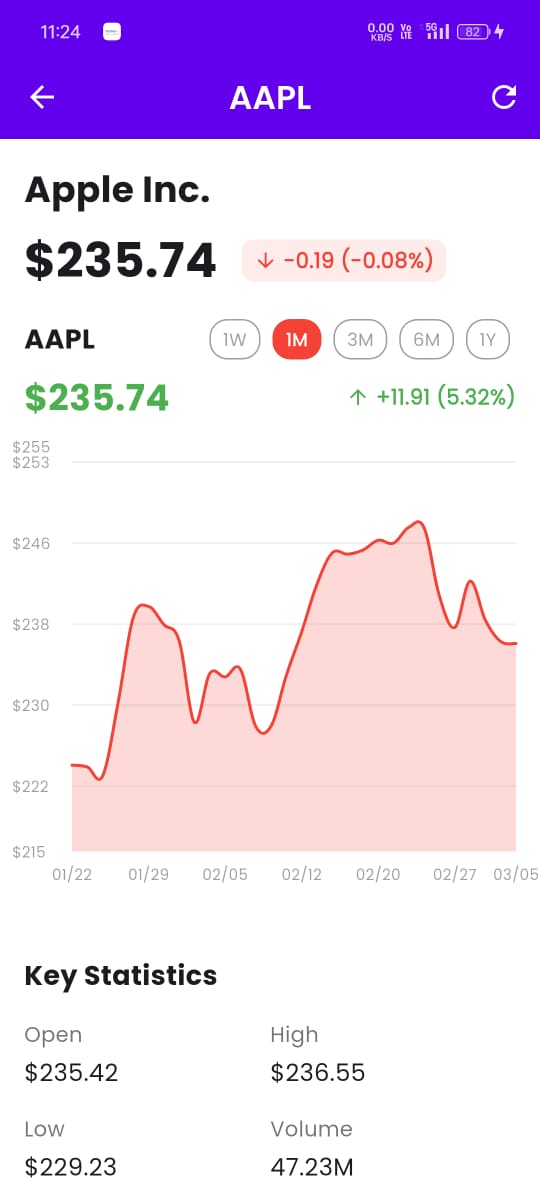 11:24
0.00 KB/S Vo LTE 5G 82
AAPL
Apple Inc.
$235.74 ↓ -0.19 (-0.08%)
AAPL 1W 1M 3M 6M 1Y
$235.74 ↑ +11.91 (5.32%)
$255
$253
$246
$238
$230
$222
$215
01/22 01/29 02/05 02/12 02/20 02/27 03/05
Key Statistics
Open High
$235.42 $236.55
Low Volume
$229.23 47.23M